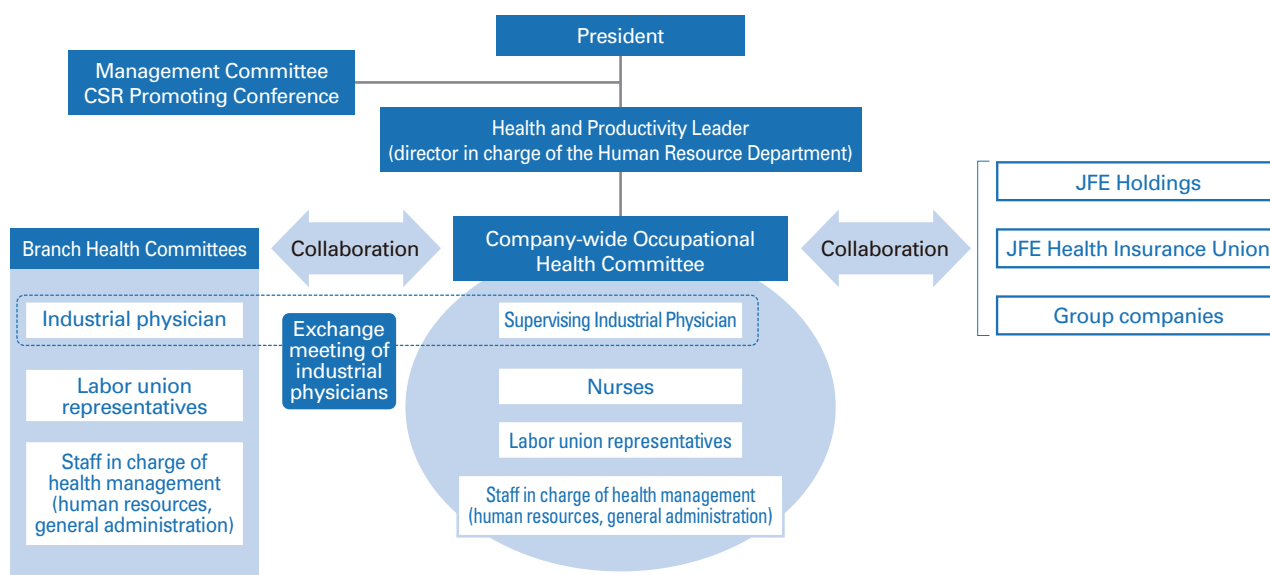 President
Management Committee
CSR Promoting Conference
Health and Productivity Leader
(director in charge of the Human Resource Department)
Branch Health Committees
Collaboration
Company-wide Occupational
Health Committee
Collaboration
JFE Holdings
JFE Health Insurance Union
Group companies
Industrial physician
Labor union
representatives
Staff in charge of
health management
(human resources,
general administration)
Exchange
meeting of
industrial
physicians
Supervising Industrial Physician
Nurses
Labor union representatives
Staff in charge of health management
(human resources, general administration)